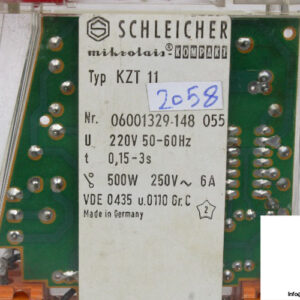 SCHLEICHER
mikrolais® KOMPAKT
Typ KZT 11
2058
Nr. 06001329-148 055
U 220V 50-60Hz
t 0,15-3s
500W 250V~ 6A
VDE 0435 u.0110 Gr.C
Made in Germany
2